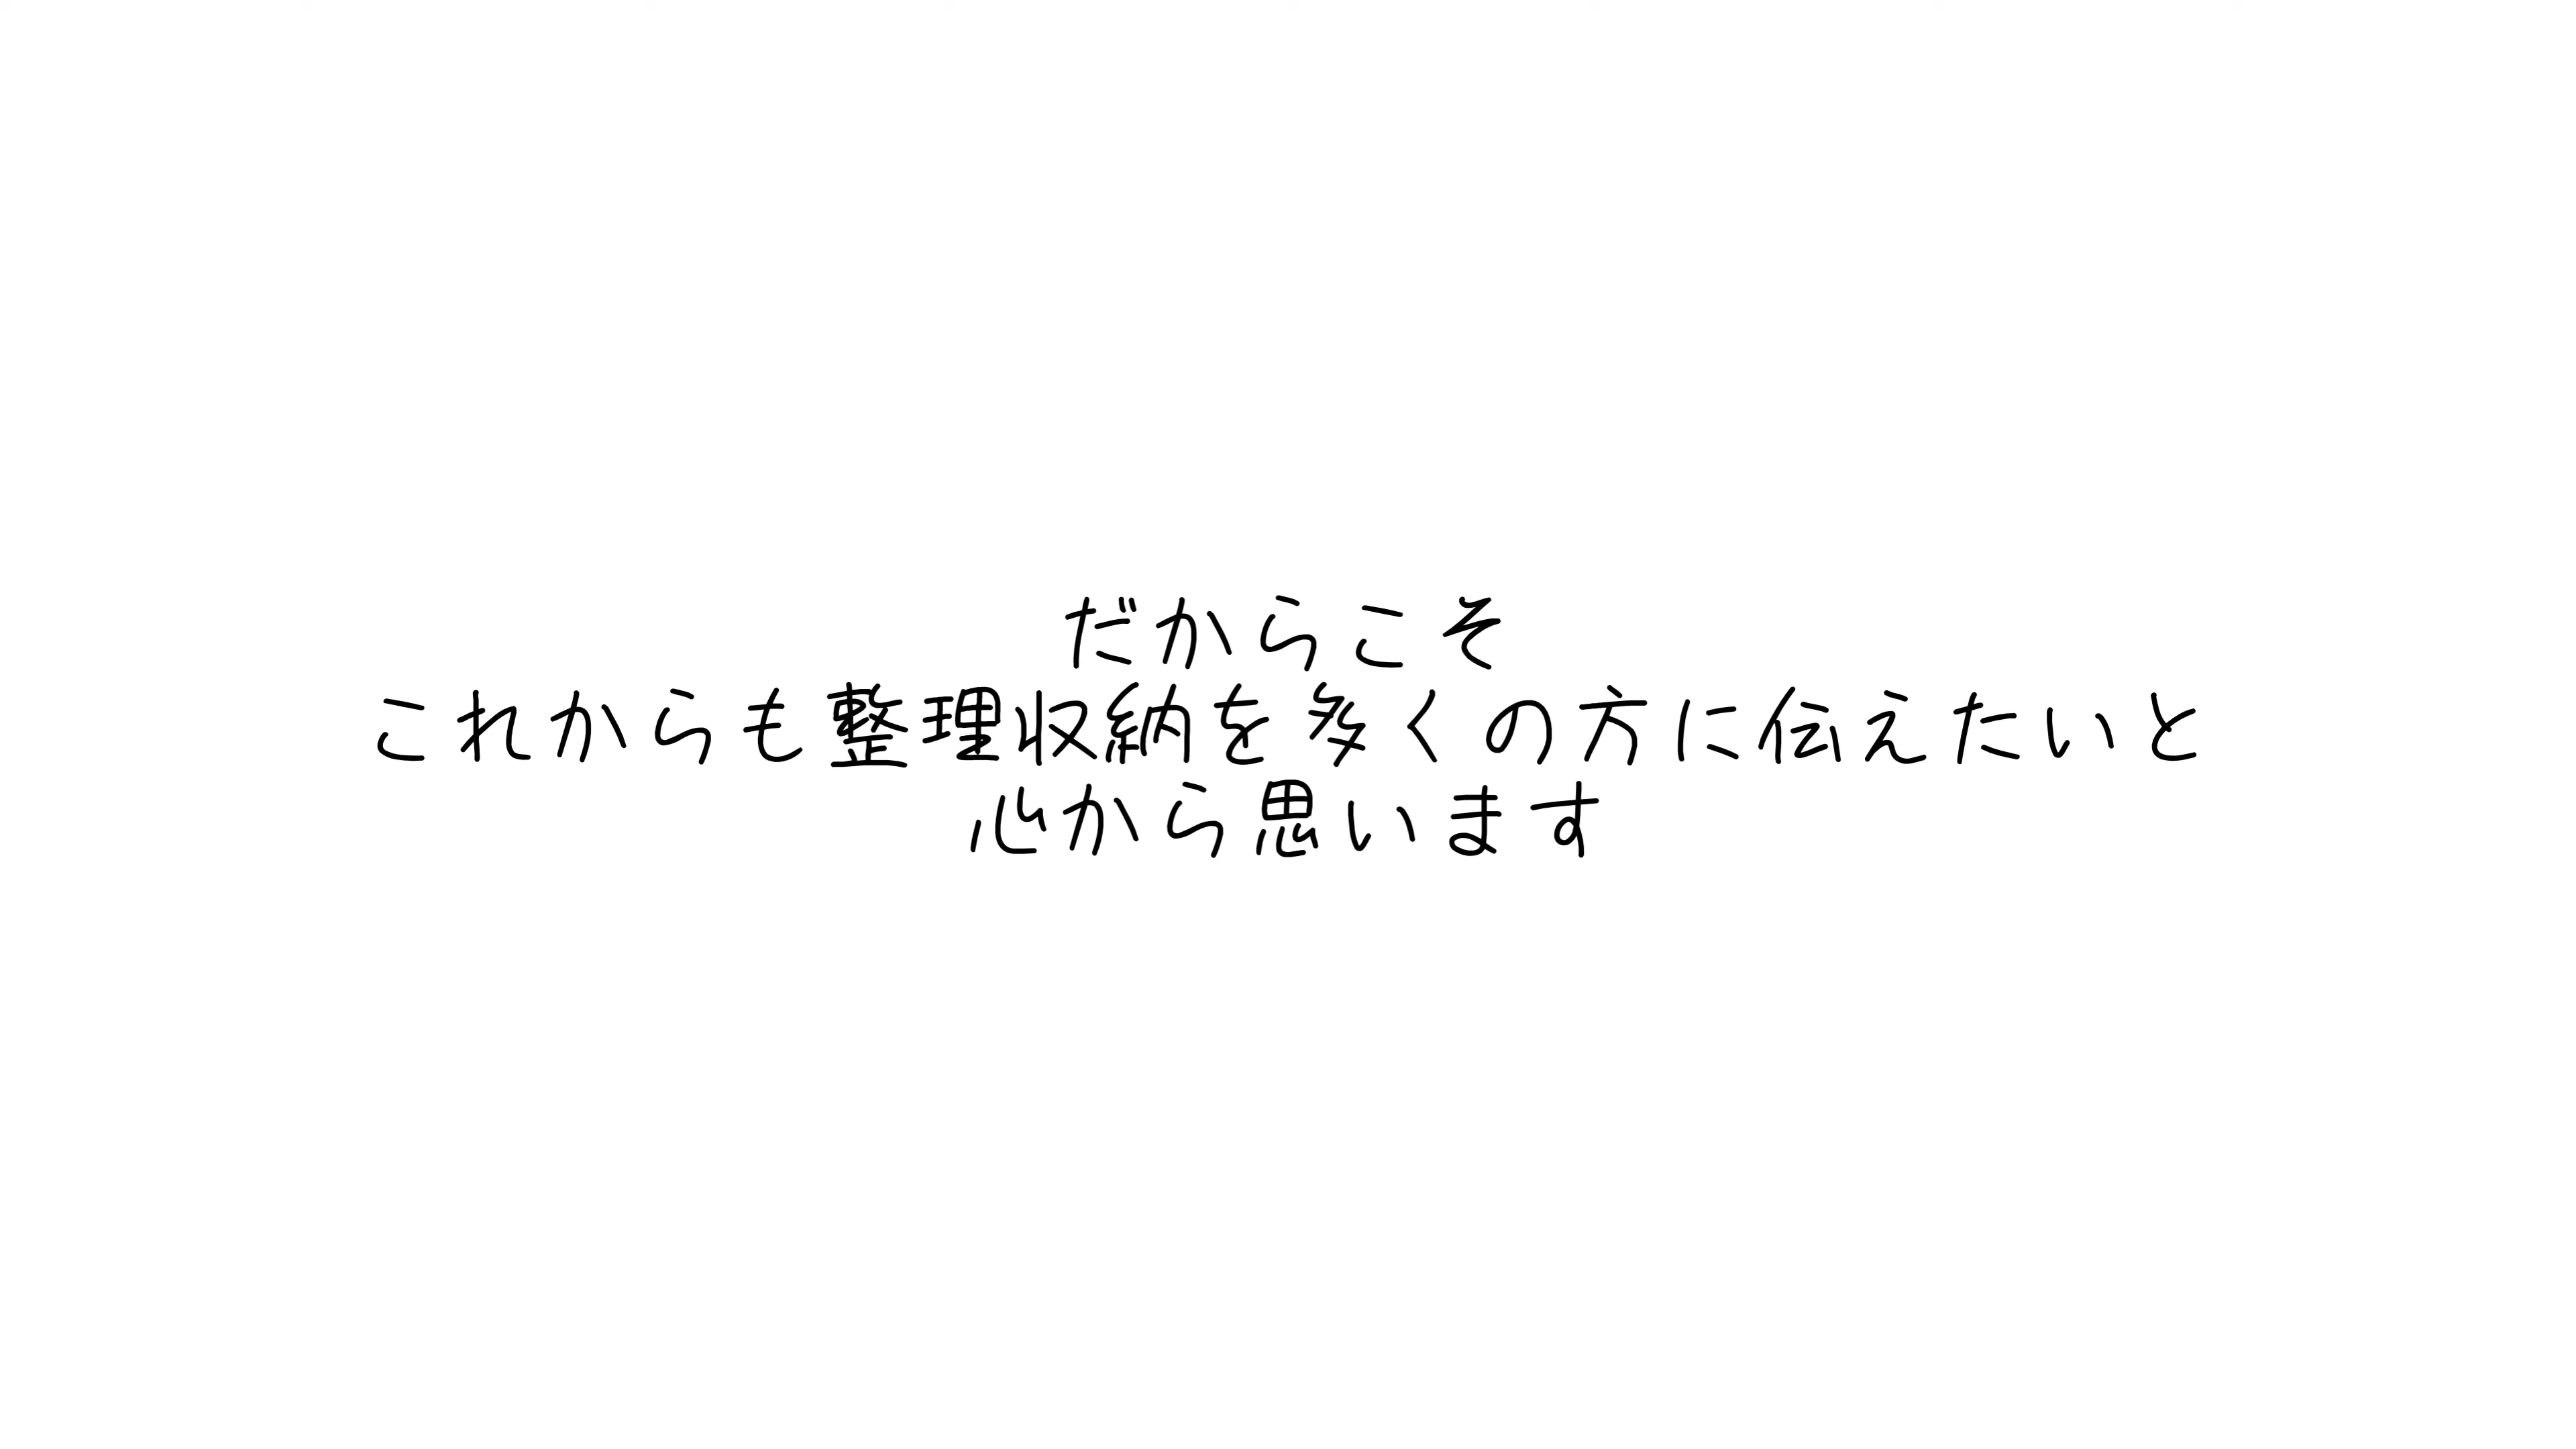 だからこそ
これからも整理収納を多くの方に伝えたいと
心から思います